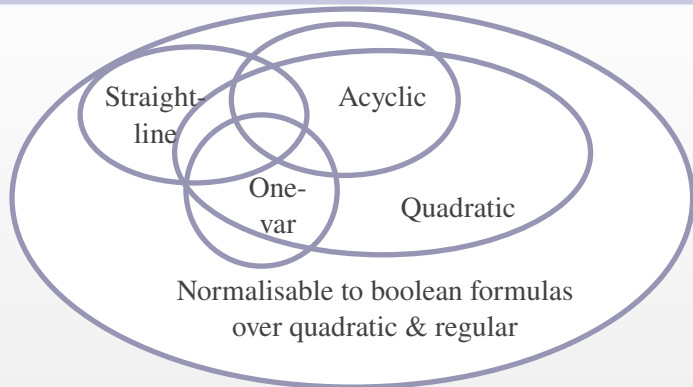 Straight-
line
Acyclic
One-
var
Quadratic
Normalisable to boolean formulas
over quadratic & regular